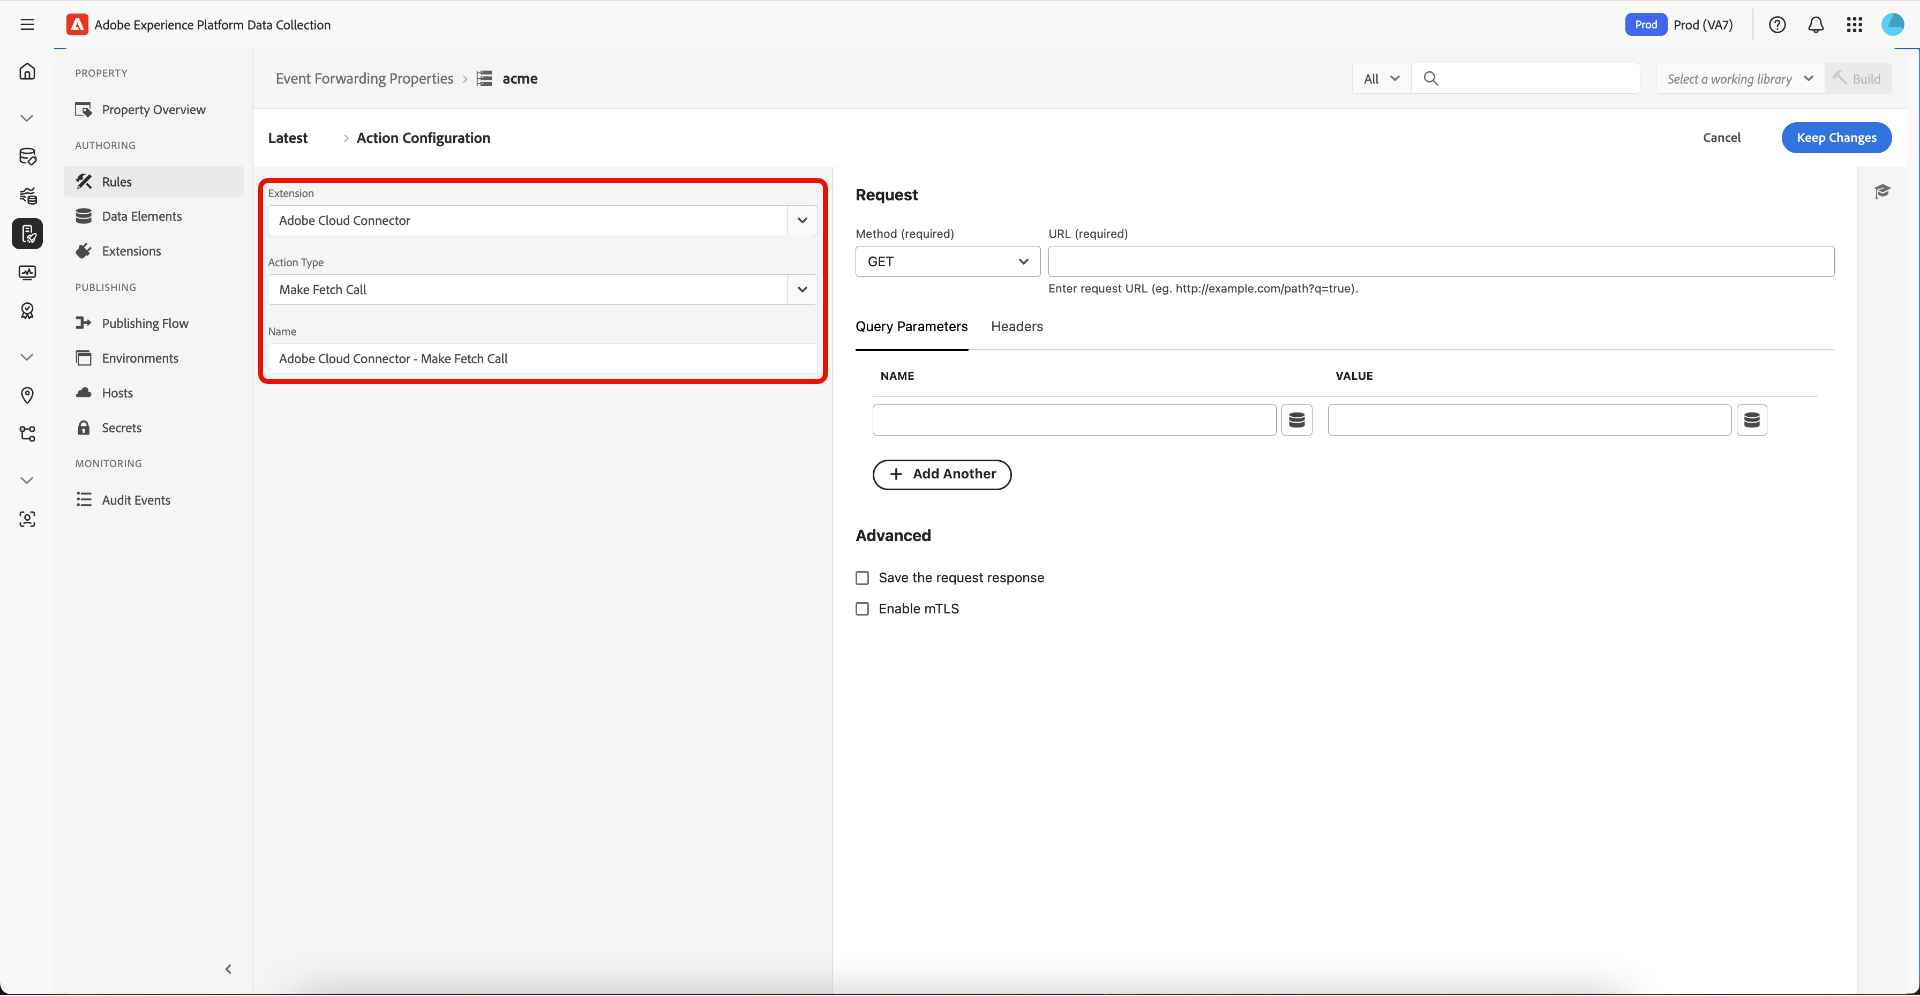 Adobe Experience Platform Data Collection
Prod Prod (VA7)
PROPERTY
Property Overview
AUTHORING
Rules
Data Elements
Extensions
PUBLISHING
Publishing Flow
Environments
Hosts
Secrets
MONITORING
Audit Events
Event Forwarding Properties > acme
All
Select a working library
Build
Latest > Action Configuration
Cancel
Keep Changes
Extension
Adobe Cloud Connector
Action Type
Make Fetch Call
Name
Adobe Cloud Connector - Make Fetch Call
Request
Method (required) URL (required)
GET
Enter request URL (eg. http://example.com/path?q=true).
Query Parameters Headers
NAME VALUE
+ Add Another
Advanced
Save the request response
Enable mTLS